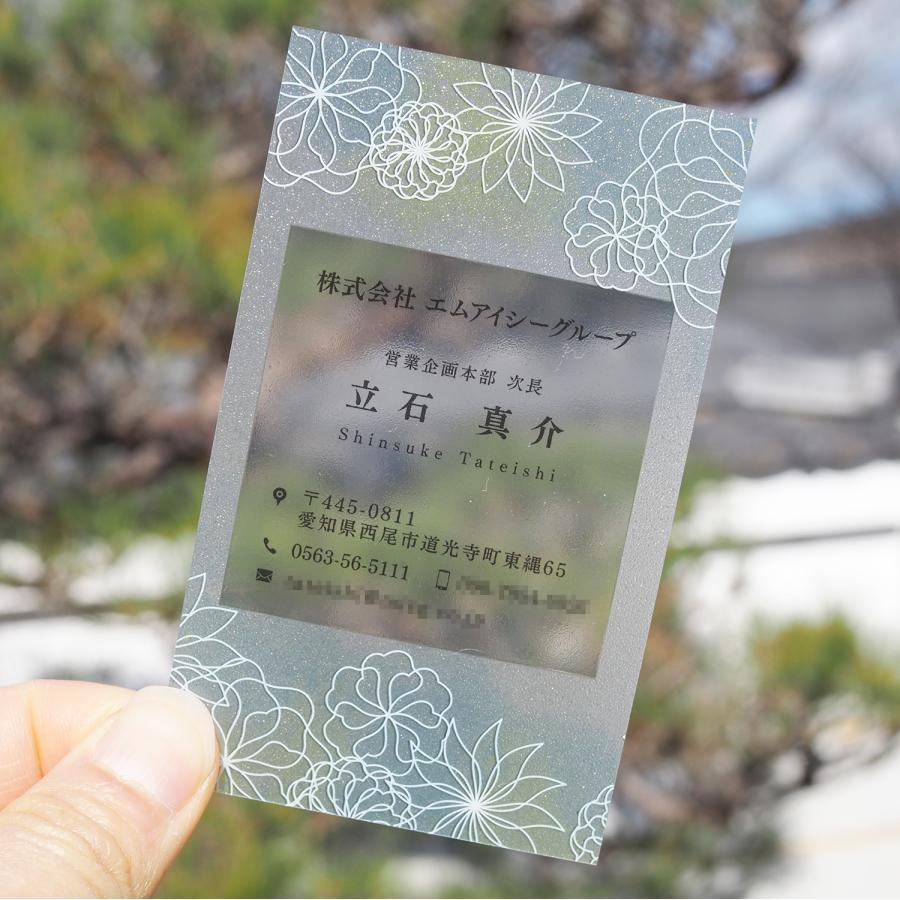 株式会社 エムアイシーグループ
営業企画本部 次長
立石 真介
Shinsuke Tateishi
〒445-0811
愛知県西尾市道光寺町東縄65
0563-56-5111